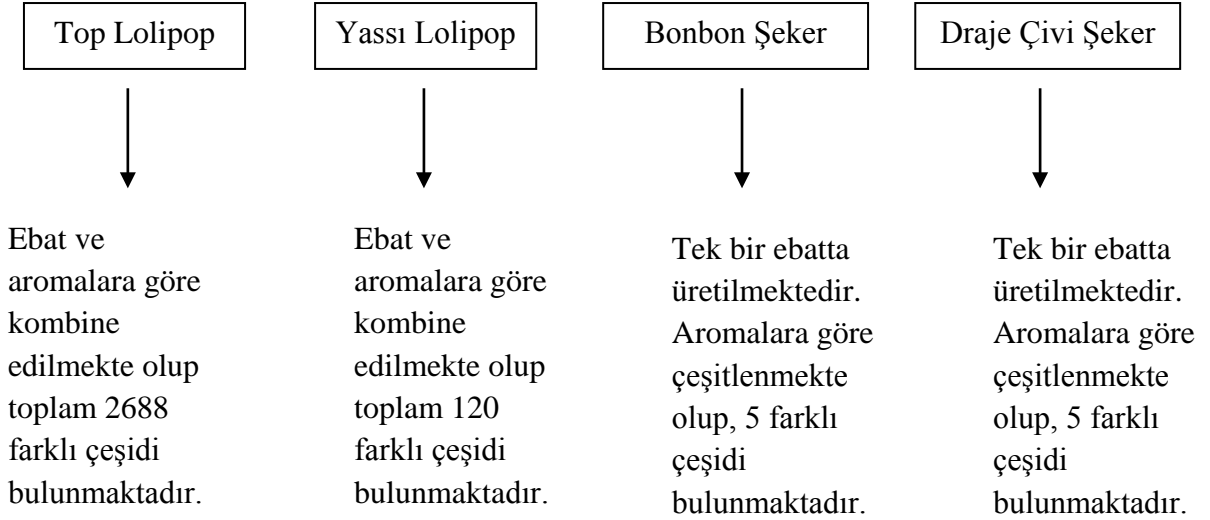 Top Lolipop
Yassı Lolipop
Bonbon Şeker
Draje Çivi Şeker
Ebat ve
aromalara göre
kombine
edilmekte olup
toplam 2688
farklı çeşidi
bulunmaktadır.
Ebat ve
aromalara göre
kombine
edilmekte olup
toplam 120
farklı çeşidi
bulunmaktadır.
Tek bir ebatta
üretilmektedir.
Aromalara göre
çeşitlenmekte
olup, 5 farklı
çeşidi
bulunmaktadır.
Tek bir ebatta
üretilmektedir.
Aromalara göre
çeşitlenmekte
olup, 5 farklı
çeşidi
bulunmaktadır.